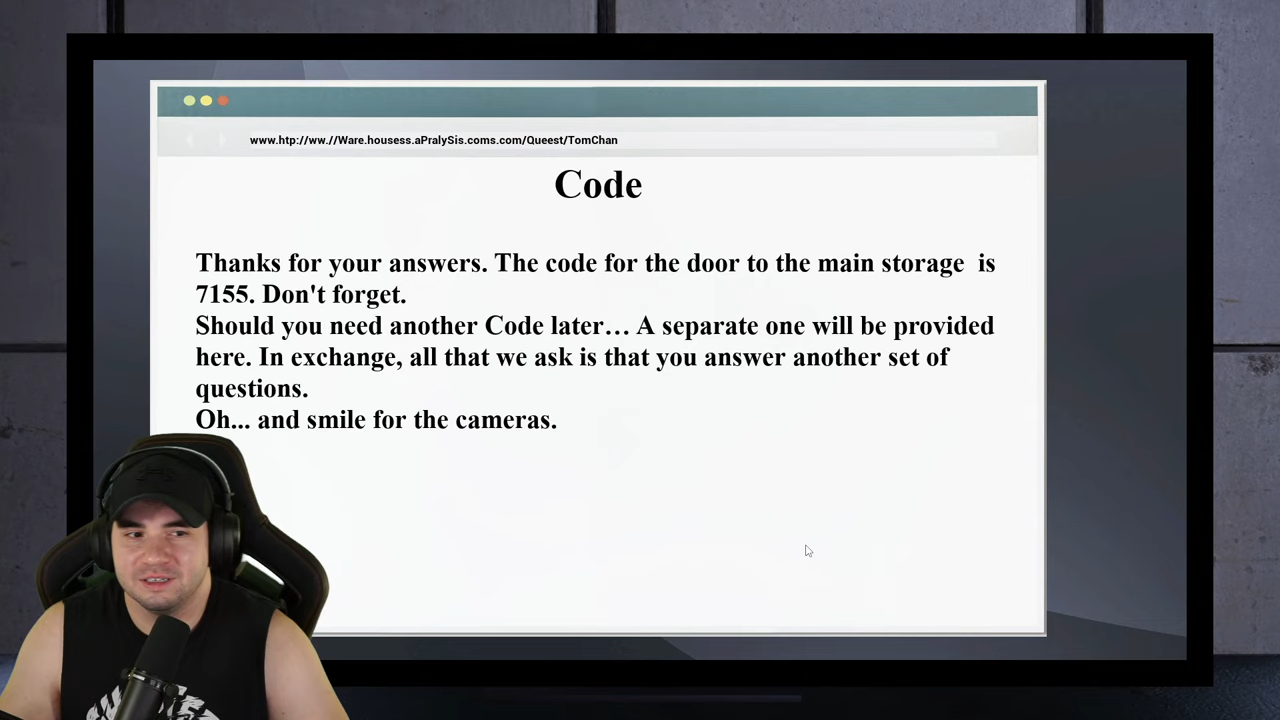 www.htp://ww.//Ware.housess.aPralySis.coms.com/Queest/TomChan
Code
Thanks for your answers. The code for the door to the main storage  is
7155. Don't forget.
Should you need another Code later… A separate one will be provided
here. In exchange, all that we ask is that you answer another set of
questions.
Oh... and smile for the cameras.